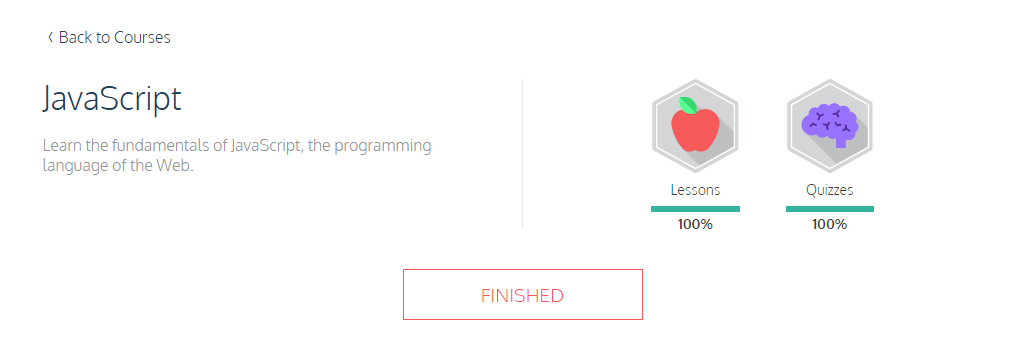 ‹ Back to Courses
JavaScript
Learn the fundamentals of JavaScript, the programming
language of the Web.
Lessons
Quizzes
100%
100%
FINISHED